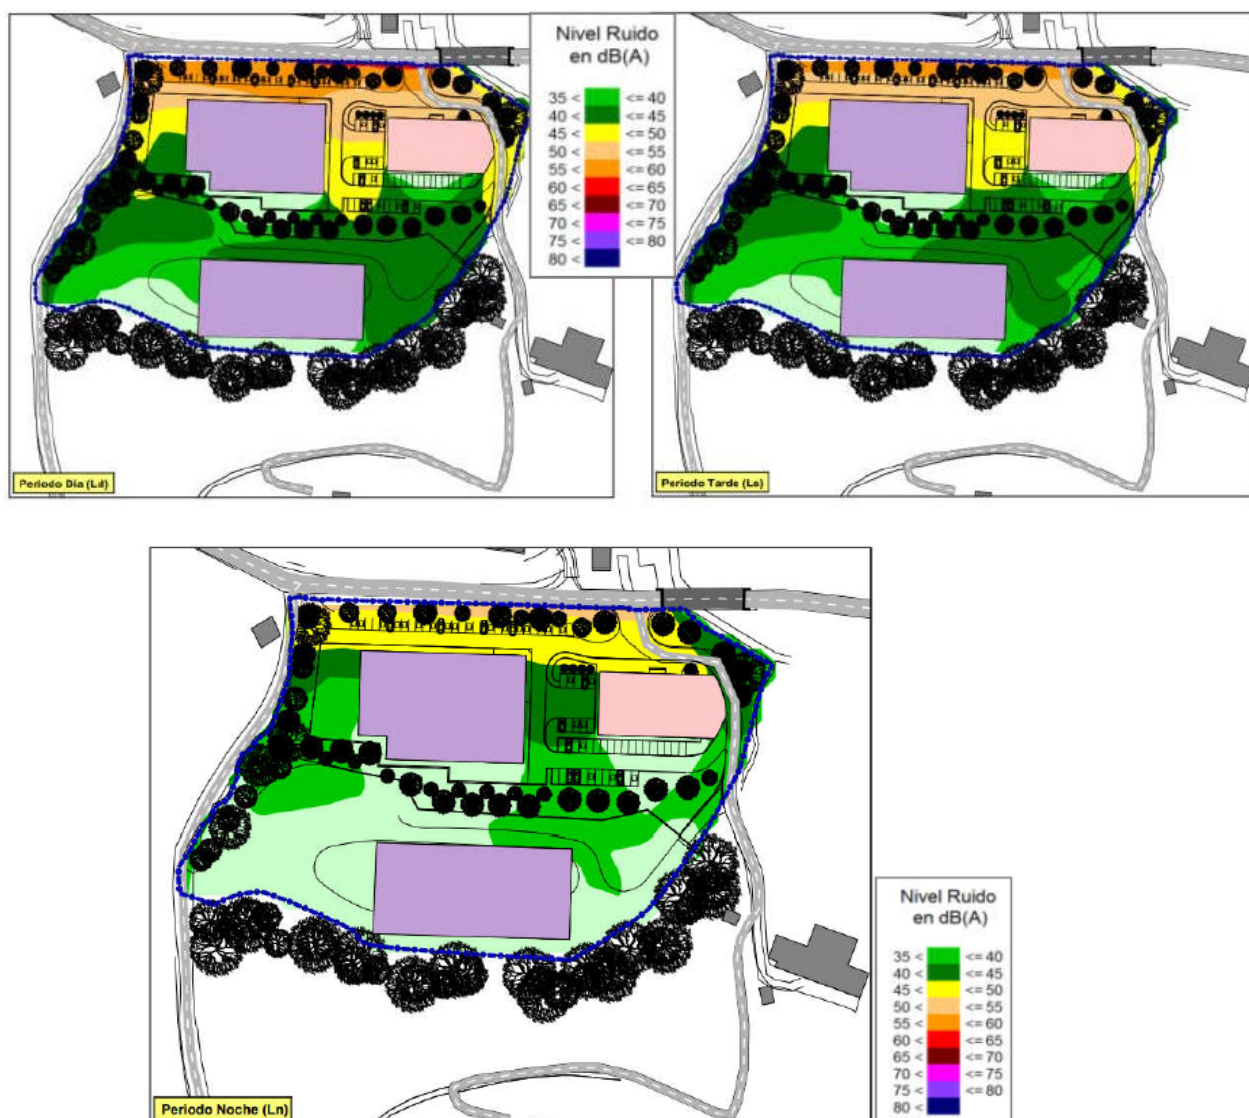 Nivel Ruido
en dB(A)
35 < <= 40
40 < <= 45
45 < <= 50
50 < <= 55
55 < <= 60
60 < <= 65
65 < <= 70
70 < <= 75
75 < <= 80
80 <
Periodo Dia (Ld)
Periodo Tarde (Le)
Nivel Ruido
en dB(A)
35 < <= 40
40 < <= 45
45 < <= 50
50 < <= 55
55 < <= 60
60 < <= 65
65 < <= 70
70 < <= 75
75 < <= 80
80 <
Periodo Noche (Ln)